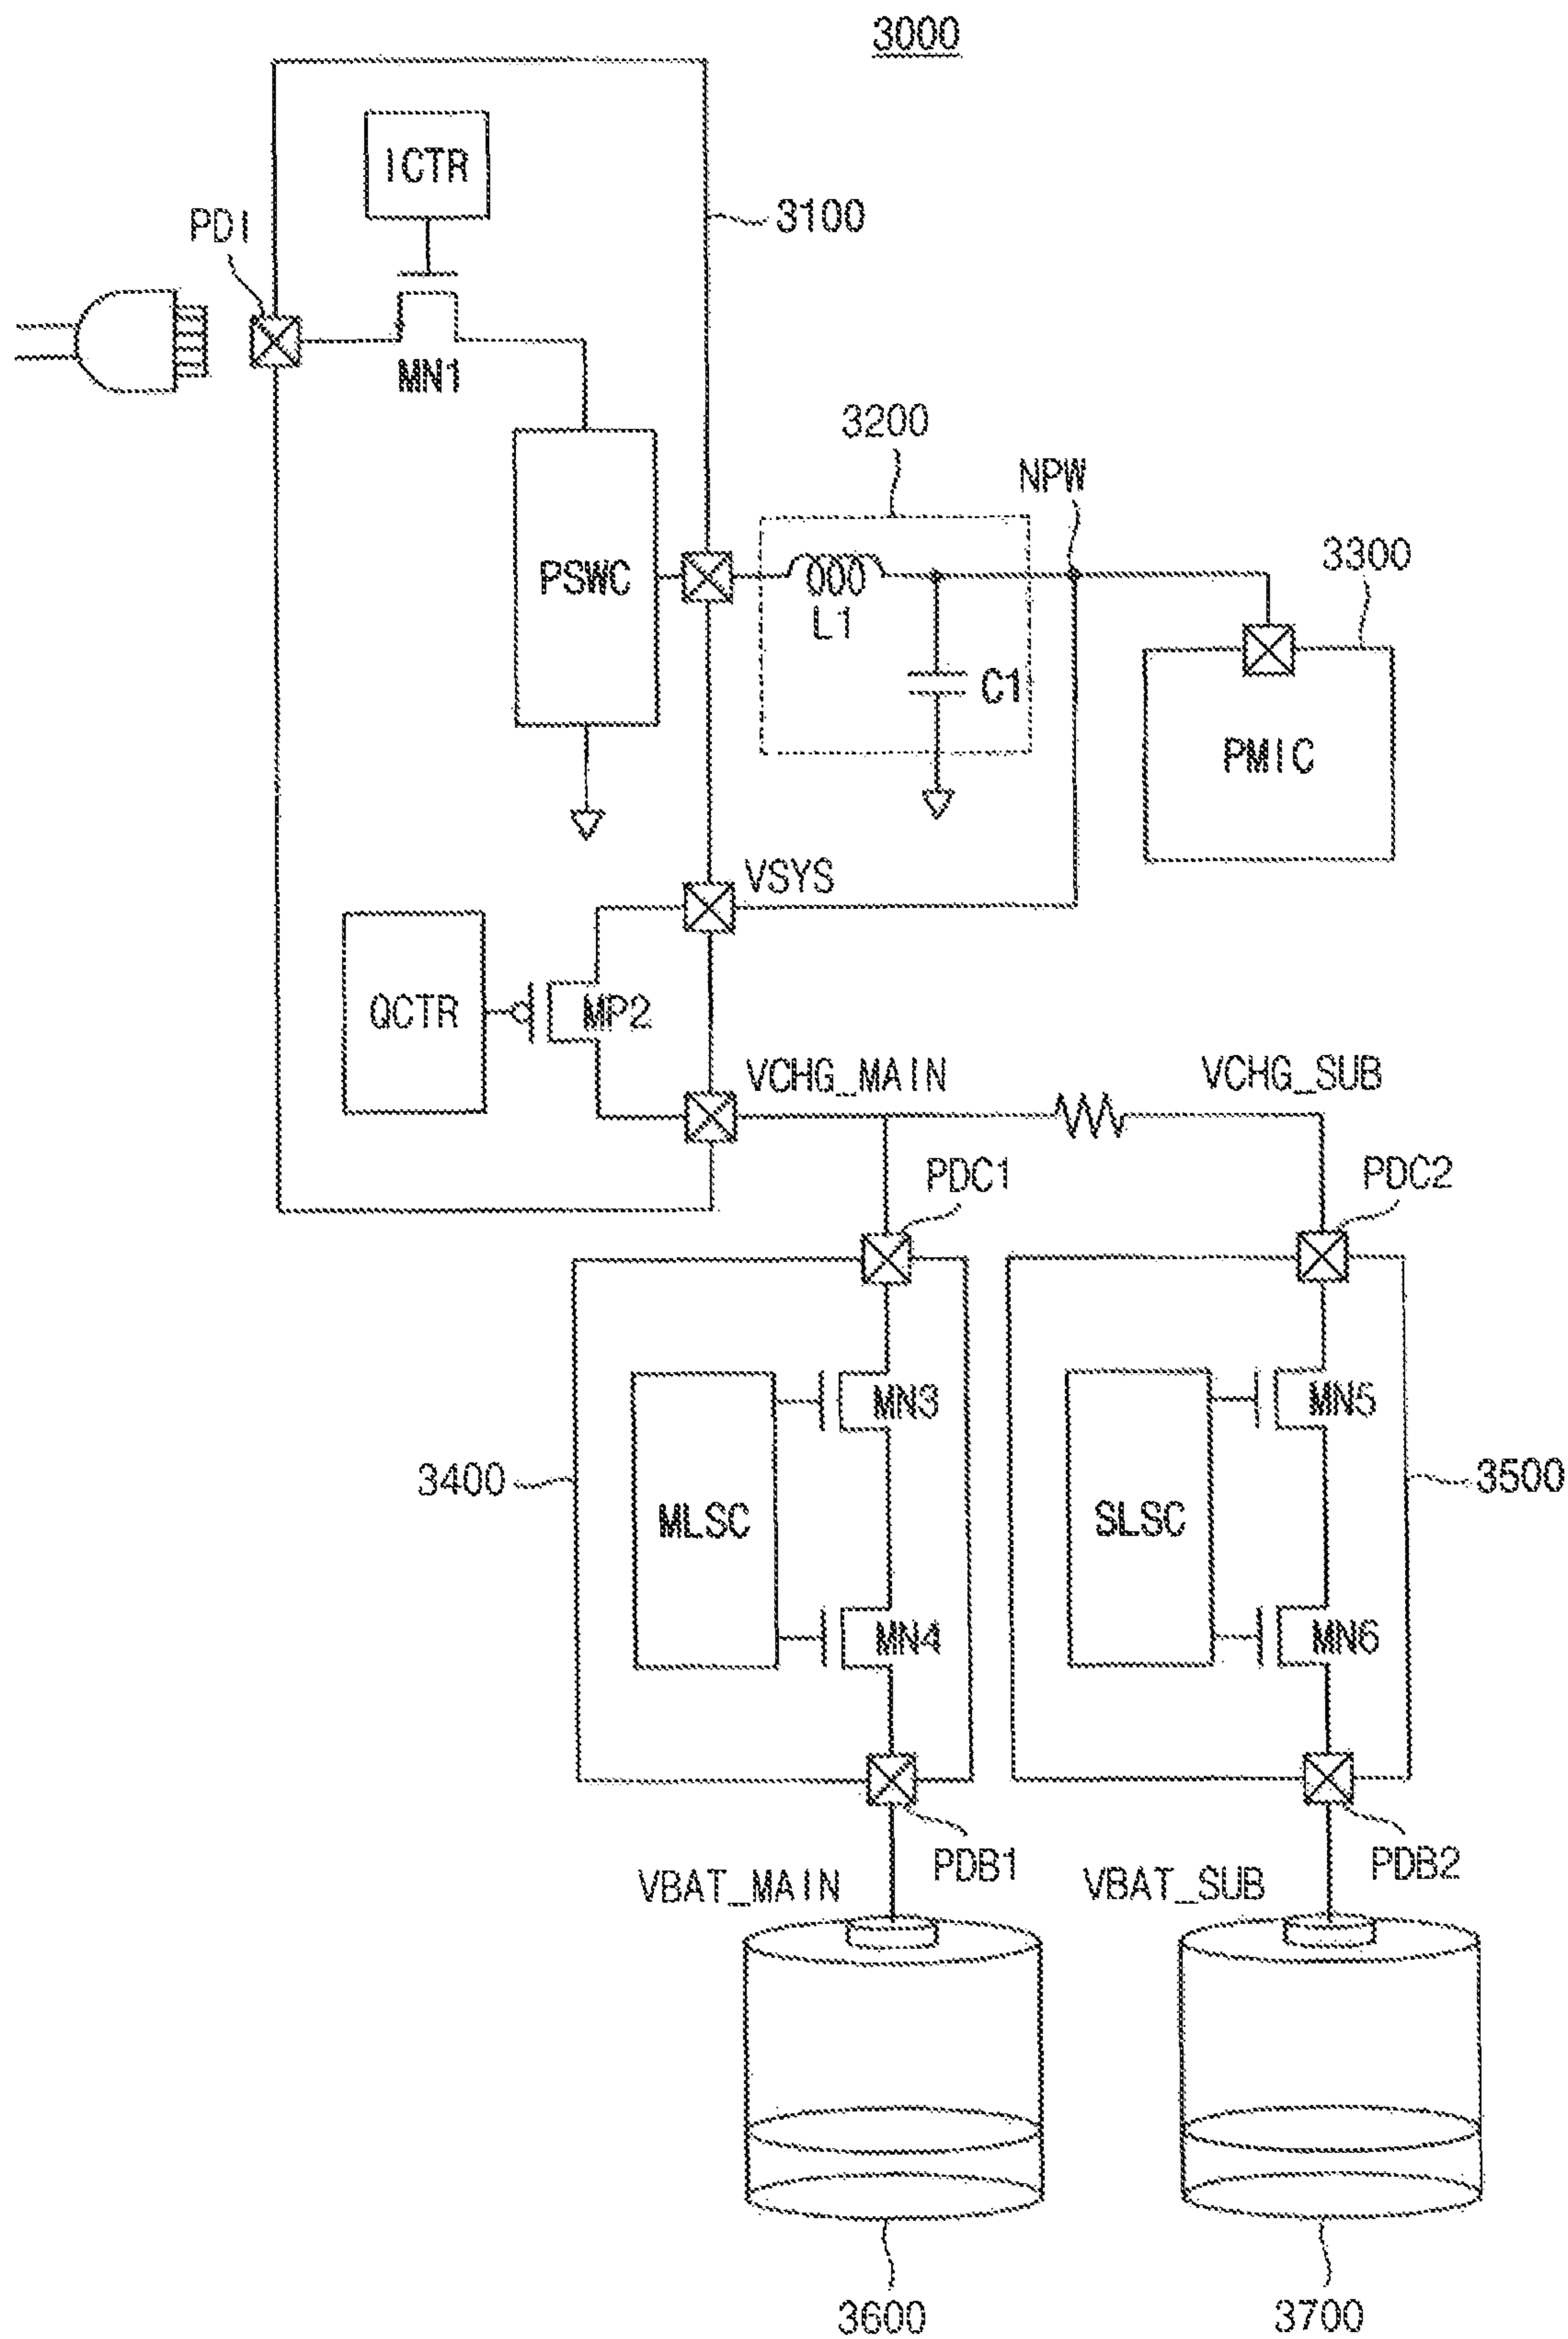 3000
ICTR
PDI
3100
MN1
3200
NPW
3300
PSWC
L1
C1
PMIC
VSYS
QCTR
MP2
VCHG_MAIN
VCHG_SUB
PDC1
PDC2
MN3
MN5
3400
MLSC
SLSC
3500
MN4
MN6
PDB1
PDB2
VBAT_MAIN
VBAT_SUB
3600
3700